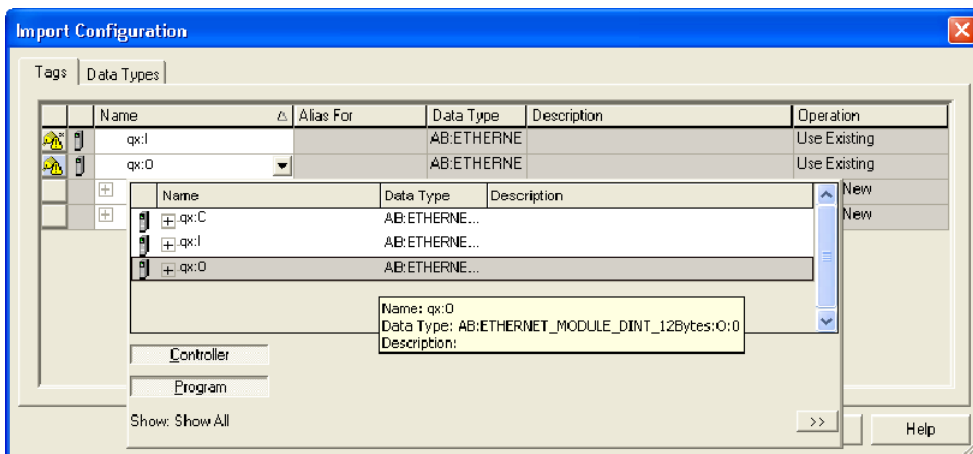 Import Configuration
Tags Data Types
Name Alias For Data Type Description Operation
qx:I AB:ETHERNE Use Existing
qx:O AB:ETHERNE Use Existing
New
New
Name Data Type Description
qx:C AB:ETHERNE...
qx:I AB:ETHERNE...
qx:O AB:ETHERNE...
Name: qx:O
Data Type: AB:ETHERNET_MODULE_DINT_12Bytes:O:0
Description:
Controller
Program
Show: Show All
>>
Help